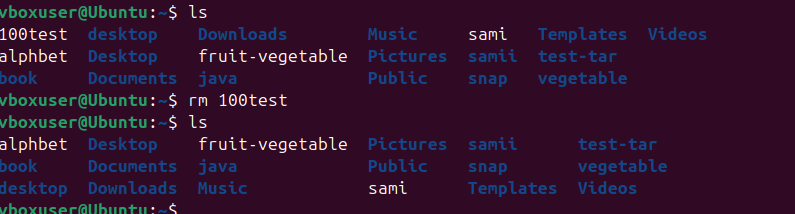 vboxuser@Ubuntu:~$ ls
100test desktop Downloads Music sami Templates Videos
alphbet Desktop fruit-vegetable Pictures samii test-tar
book Documents java Public snap vegetable
vboxuser@Ubuntu:~$ rm 100test
vboxuser@Ubuntu:~$ ls
alphbet Desktop fruit-vegetable Pictures samii test-tar
book Documents java Public snap vegetable
desktop Downloads Music sami Templates Videos
vboxuser@Ubuntu:~$